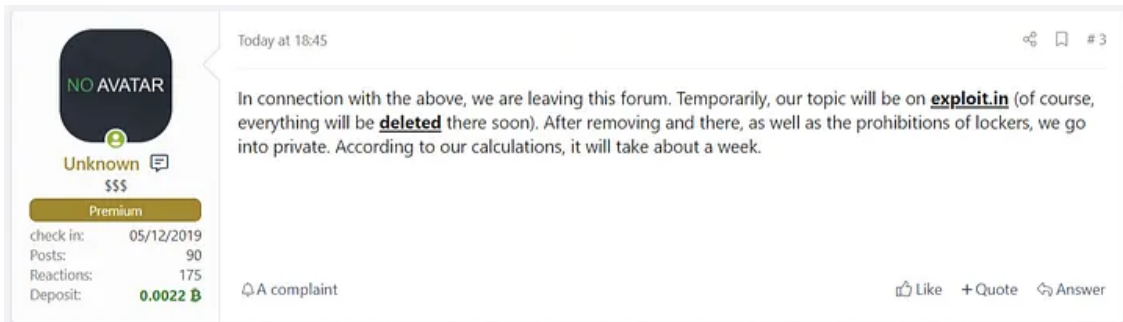 NO AVATAR
Unknown
$$$
Premium
check in: 05/12/2019
Posts: 90
Reactions: 175
Deposit: 0.0022 ₿
Today at 18:45
#3
In connection with the above, we are leaving this forum. Temporarily, our topic will be on exploit.in (of course,
everything will be deleted there soon). After removing and there, as well as the prohibitions of lockers, we go
into private. According to our calculations, it will take about a week.
A complaint
Like +Quote Answer